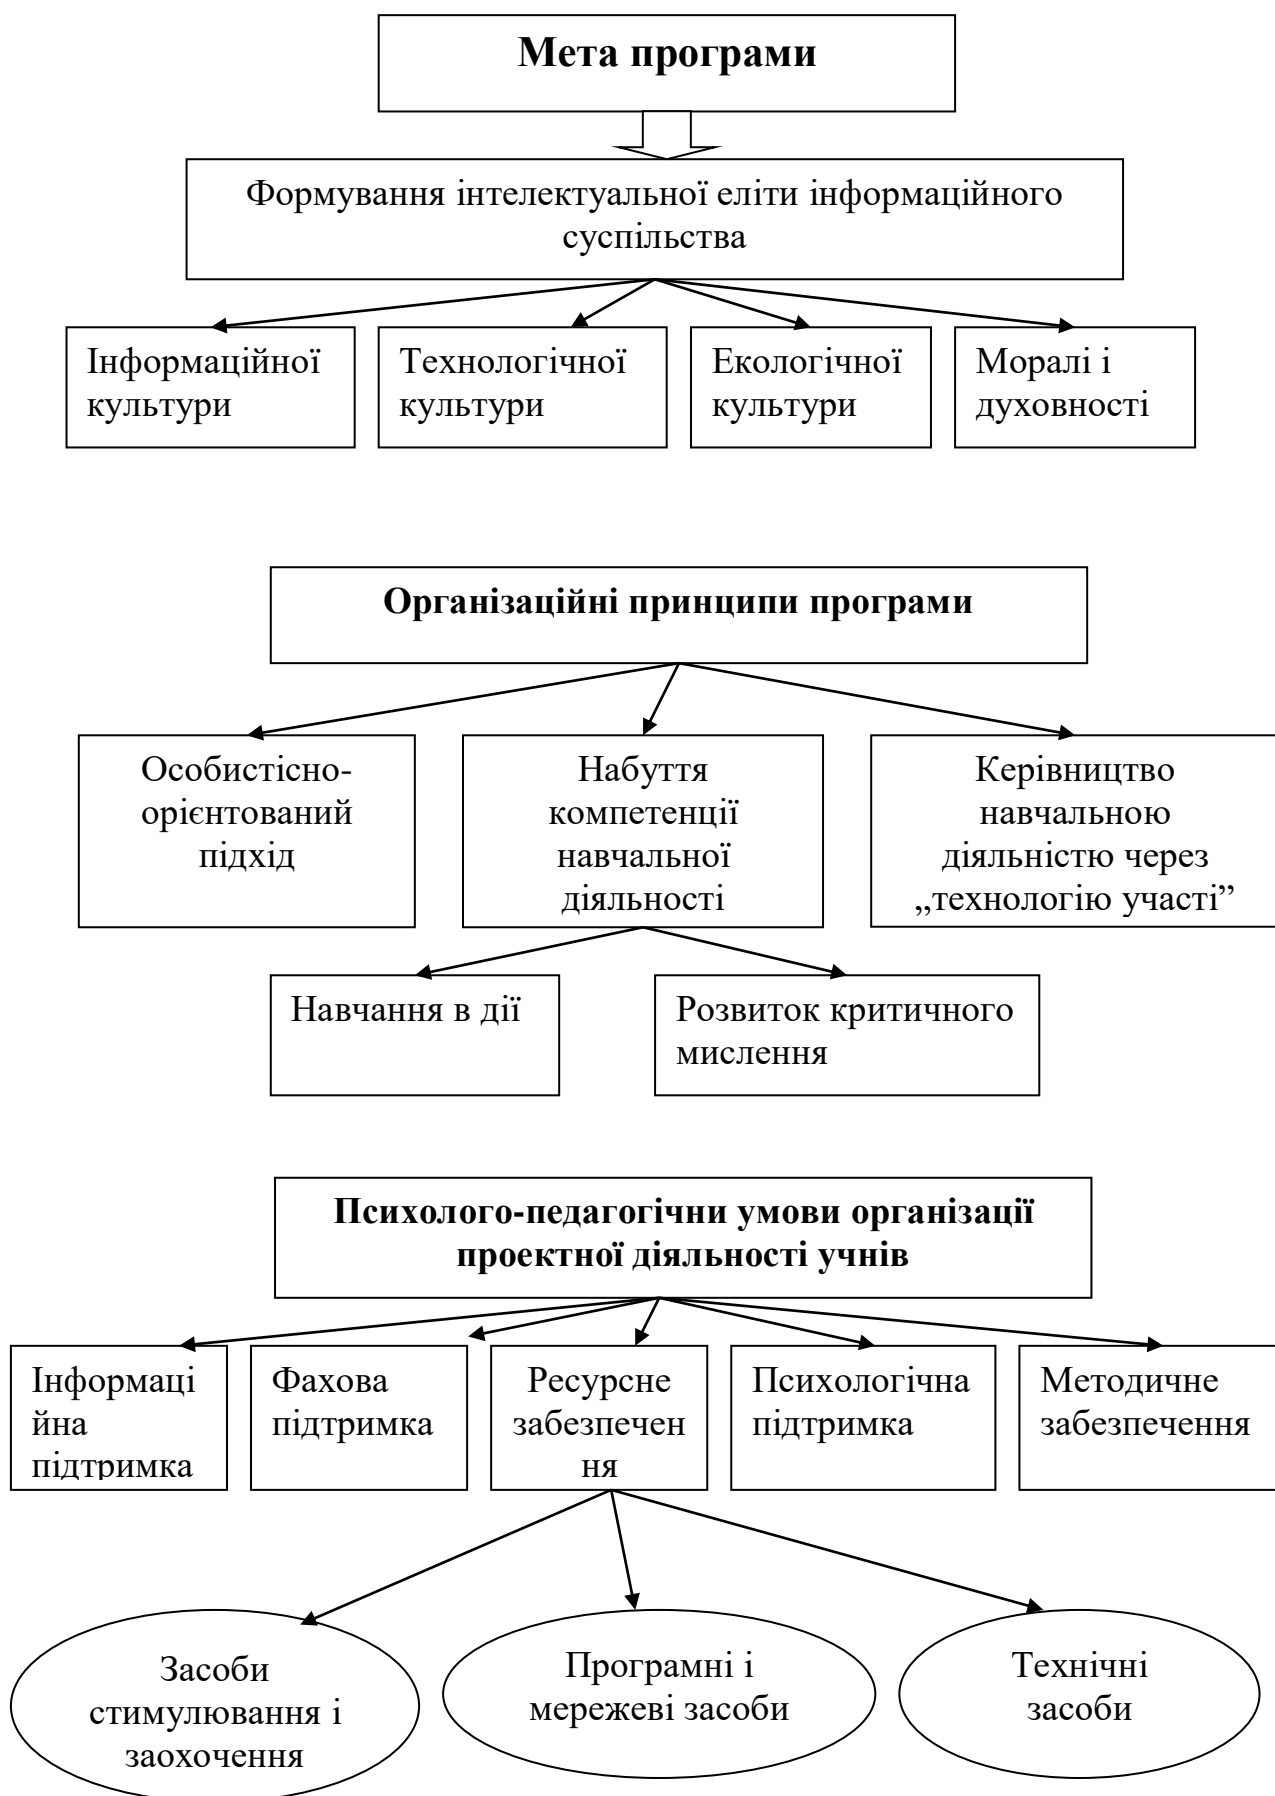 Мета програми
Формування інтелектуальної еліти інформаційного
суспільства
Інформаційної
культури
Технологічної
культури
Екологічної
культури
Моралі і
духовності
Організаційні принципи програми
Особистісно-
орієнтований
підхід
Набуття
компетенції
навчальної
діяльності
Керівництво
навчальною
діяльністю через
„технологію участі”
Навчання в дії
Розвиток критичного
мислення
Психолого-педагогічни умови організації
проектної діяльності учнів
Інформаці
йна
підтримка
Фахова
підтримка
Ресурсне
забезпечен
ня
Психологічна
підтримка
Методичне
забезпечення
Засоби
стимулювання і
заохочення
Програмні і
мережеві засоби
Технічні
засоби